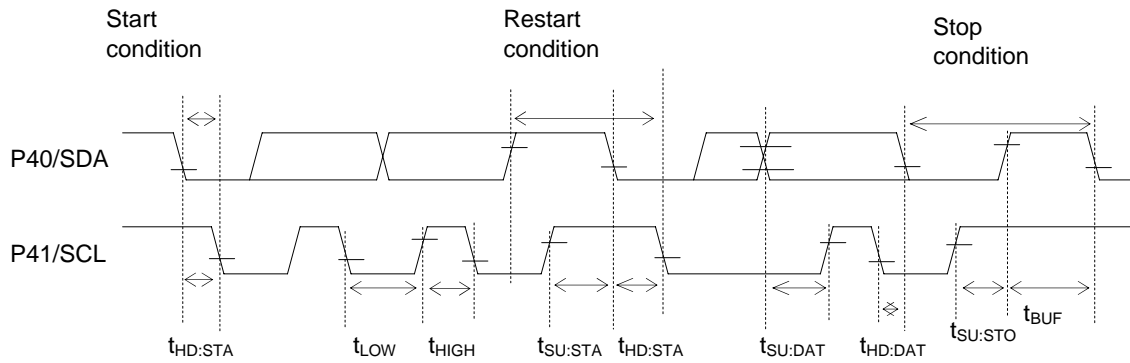 Start
condition
Restart
condition
Stop
condition
P40/SDA
P41/SCL
tHD:STA
tLOW
tHIGH
tSU:STA
tHD:STA
tSU:DAT
tHD:DAT
tSU:STO
tBUF